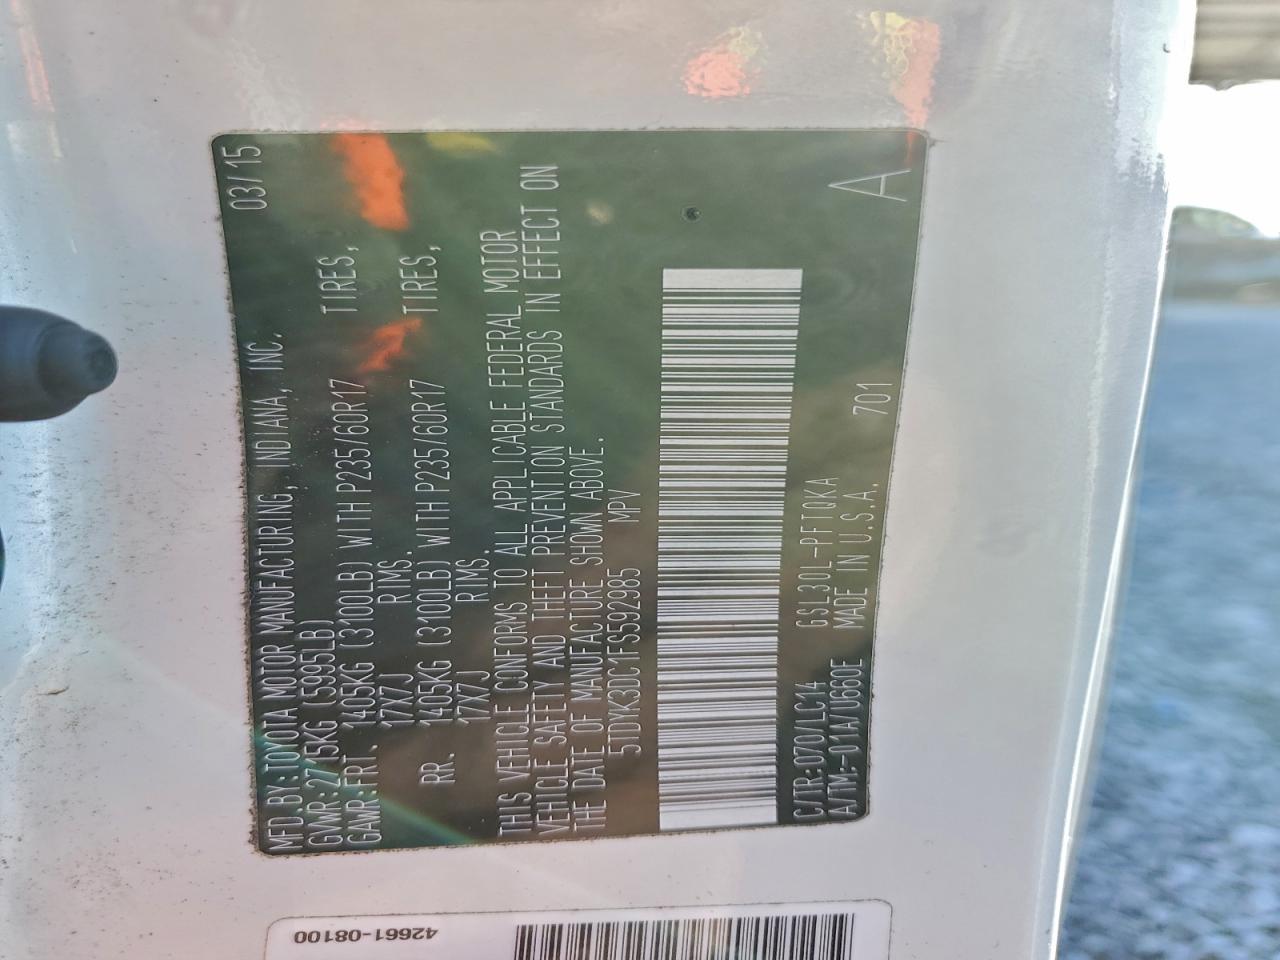 MFD.BY:TOYOTA MOTOR MANUFACTURING, INDIANA, INC. 03/15
GVWR:2715KG (5995LB)
GAWR:FRT. 1405KG (3100LB) WITH P235/60R17 TIRES,
17X7J RIMS.
RR. 1405KG (3100LB) WITH P235/60R17 TIRES,
17X7J RIMS.
THIS VEHICLE CONFORMS TO ALL APPLICABLE FEDERAL MOTOR
VEHICLE SAFETY AND THEFT PREVENTION STANDARDS IN EFFECT ON
THE DATE OF MANUFACTURE SHOWN ABOVE.
5TDYK3DC1FS592985 MPV
C/TR:070/LC14 GSL30L-PFTQKA A
A/TM:-01A/U660E MADE IN U.S.A. 701
42661-08100